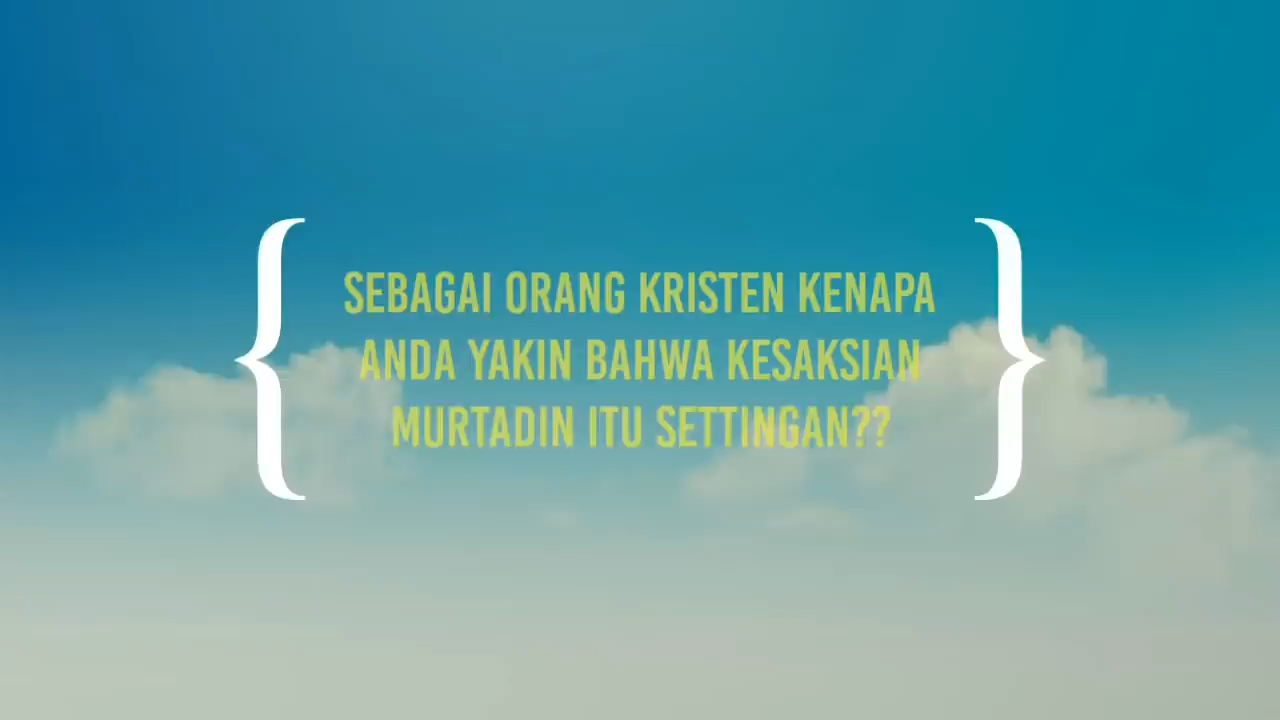 SEBAGAI ORANG KRISTEN KENAPA
ANDA YAKIN BAHWA KESAKSIAN
MURTADIN ITU SETTINGAN??